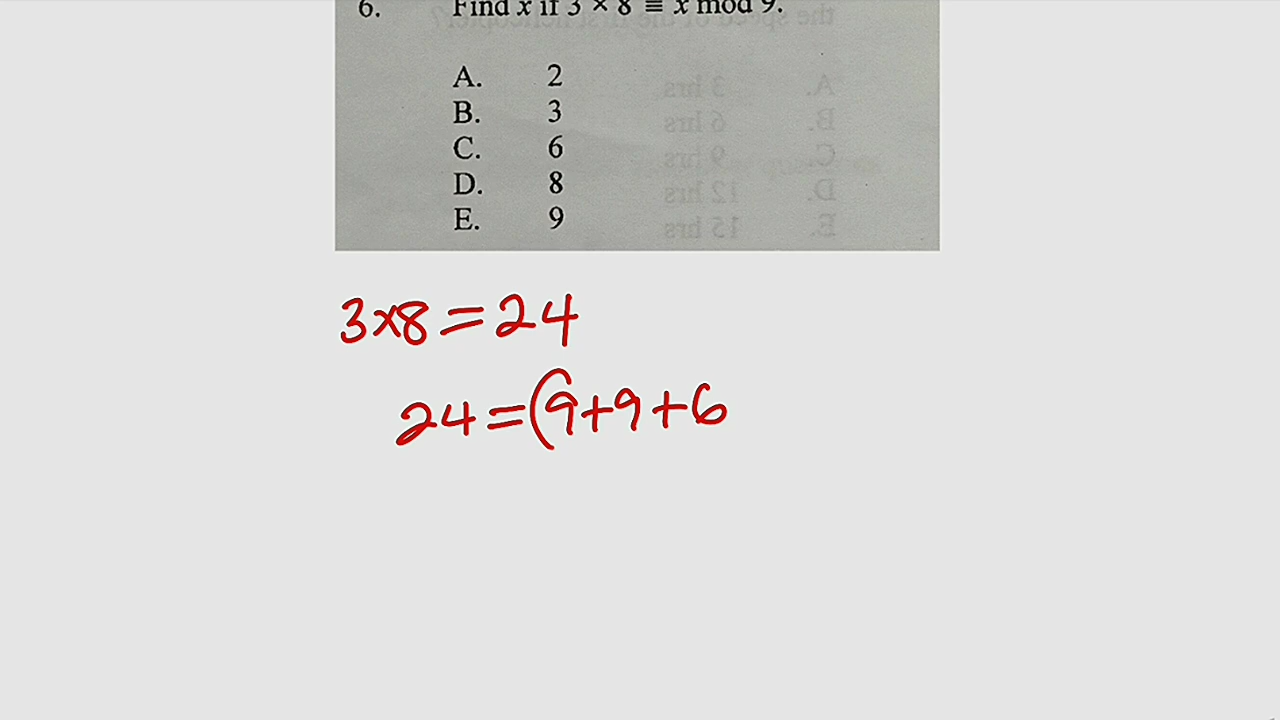 6. Find x if 3 × 8 ≡ x mod 9.
A. 2
B. 3
C. 6
D. 8
E. 9
3×8=24
24=(9+9+6